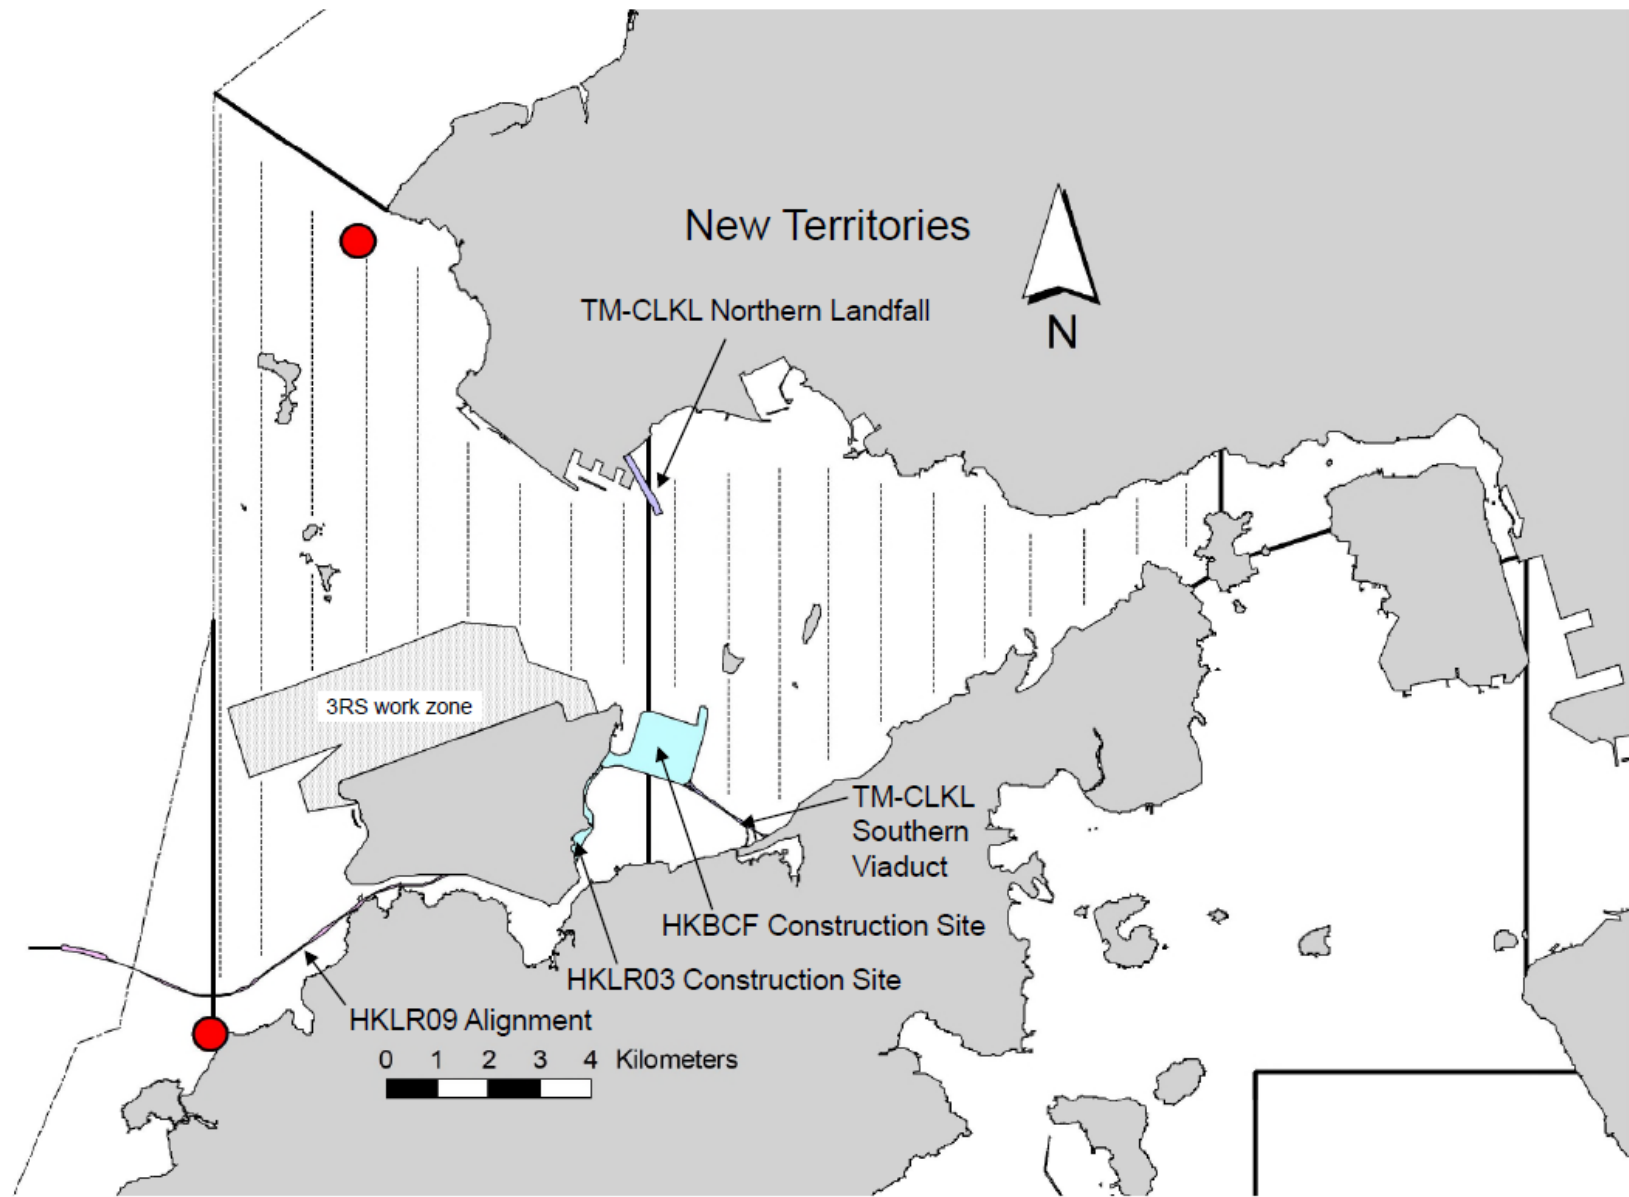 New Territories
N
TM-CLKL Northern Landfall
3RS work zone
TM-CLKL
Southern
Viaduct
HKBCF Construction Site
HKLR03 Construction Site
HKLR09 Alignment
0 1 2 3 4 Kilometers